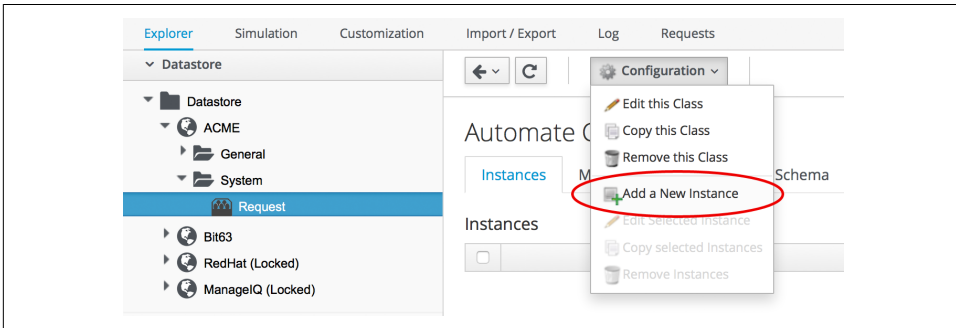 Explorer Simulation Customization Import / Export Log Requests
Datastore
Configuration
Datastore
ACME
General
System
Request
Bit63
RedHat (Locked)
ManageIQ (Locked)
Edit this Class
Copy this Class
Remove this Class
Add a New Instance
Edit Selected Instance
Copy selected Instances
Remove Instances
Automate
Instances
Schema
Instances